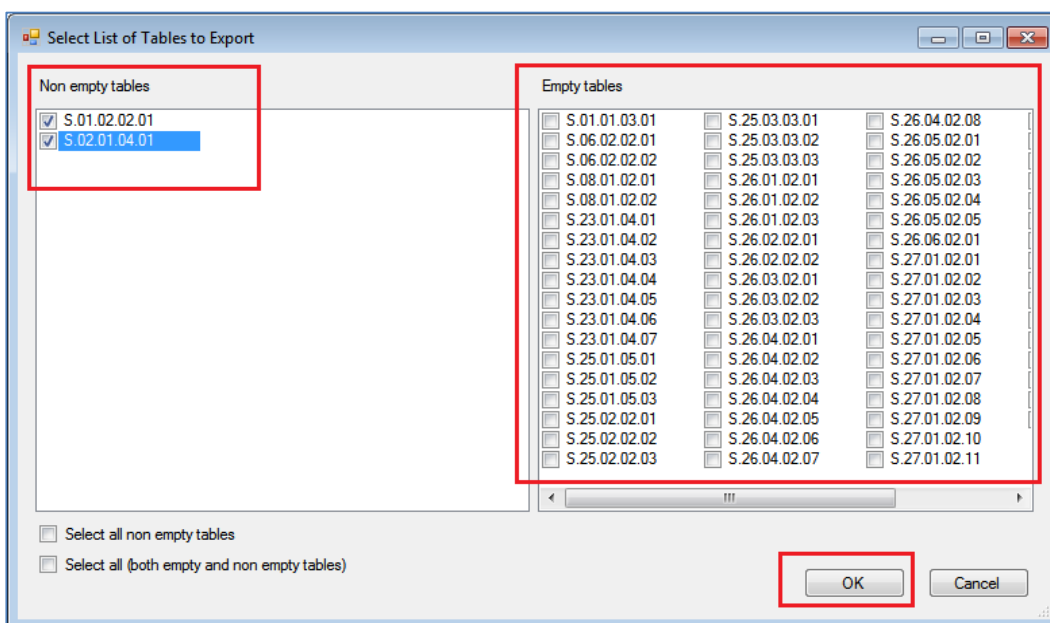 Select List of Tables to Export
Non empty tables
S.01.02.02.01
S.02.01.04.01
Empty tables
S.01.01.03.01
S.06.02.02.01
S.06.02.02.02
S.08.01.02.01
S.08.01.02.02
S.23.01.04.01
S.23.01.04.02
S.23.01.04.03
S.23.01.04.04
S.23.01.04.05
S.23.01.04.06
S.23.01.04.07
S.25.01.05.01
S.25.01.05.02
S.25.01.05.03
S.25.02.02.01
S.25.02.02.02
S.25.02.02.03
S.25.03.03.01
S.25.03.03.02
S.25.03.03.03
S.26.01.02.01
S.26.01.02.02
S.26.01.02.03
S.26.02.02.01
S.26.02.02.02
S.26.03.02.01
S.26.03.02.02
S.26.03.02.03
S.26.04.02.01
S.26.04.02.02
S.26.04.02.03
S.26.04.02.04
S.26.04.02.05
S.26.04.02.06
S.26.04.02.07
S.26.04.02.08
S.26.05.02.01
S.26.05.02.02
S.26.05.02.03
S.26.05.02.04
S.26.05.02.05
S.26.06.02.01
S.27.01.02.01
S.27.01.02.02
S.27.01.02.03
S.27.01.02.04
S.27.01.02.05
S.27.01.02.06
S.27.01.02.07
S.27.01.02.08
S.27.01.02.09
S.27.01.02.10
S.27.01.02.11
Select all non empty tables
Select all (both empty and non empty tables)
OK
Cancel